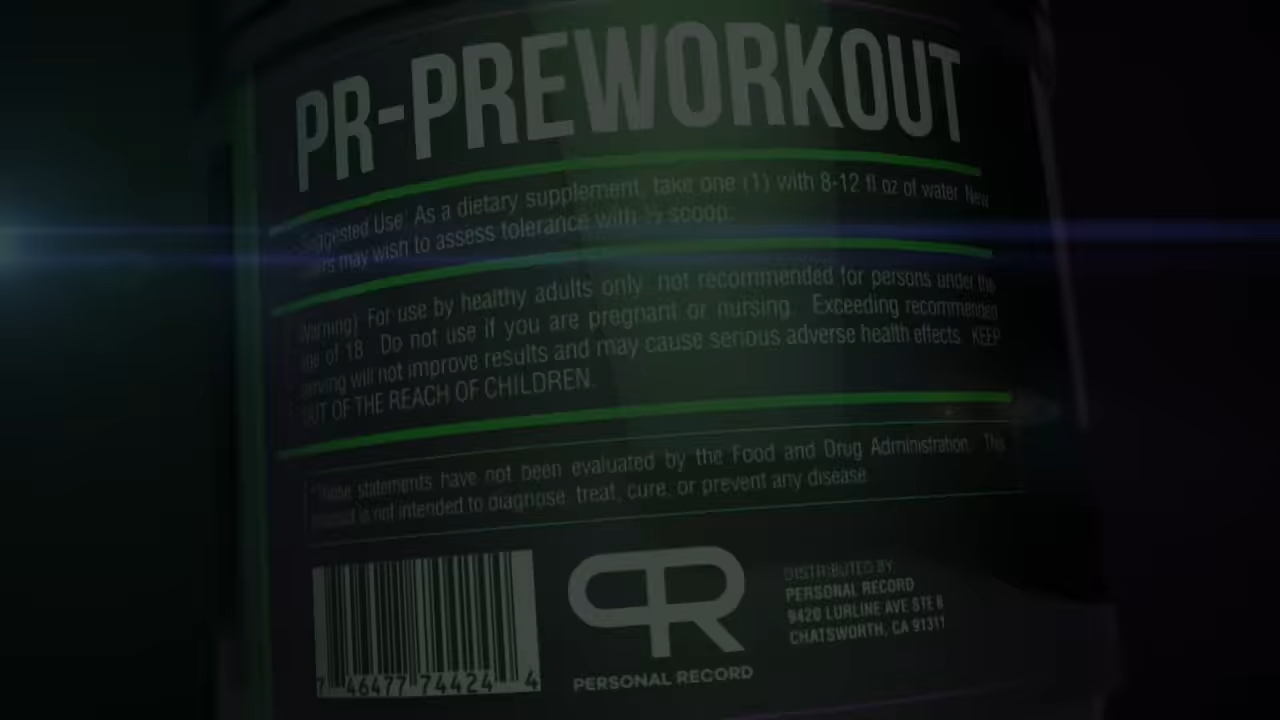 PR-PREWORKOUT
Suggested Use: As a dietary supplement, take one (1) with 8-12 fl oz of water. New
may wish to assess tolerance with ½ scoop.
Warning: For use by healthy adults only, not recommended for persons under the
age of 18. Do not use if you are pregnant or nursing. Exceeding recommended
serving will not improve results and may cause serious adverse health effects. KEEP
OUT OF THE REACH OF CHILDREN.
*These statements have not been evaluated by the Food and Drug Administration. This
product is not intended to diagnose, treat, cure, or prevent any disease.
7 46477 74424 4
PR
PERSONAL RECORD
DISTRIBUTED BY:
PERSONAL RECORD
9420 LURLINE AVE STE B
CHATSWORTH, CA 91311